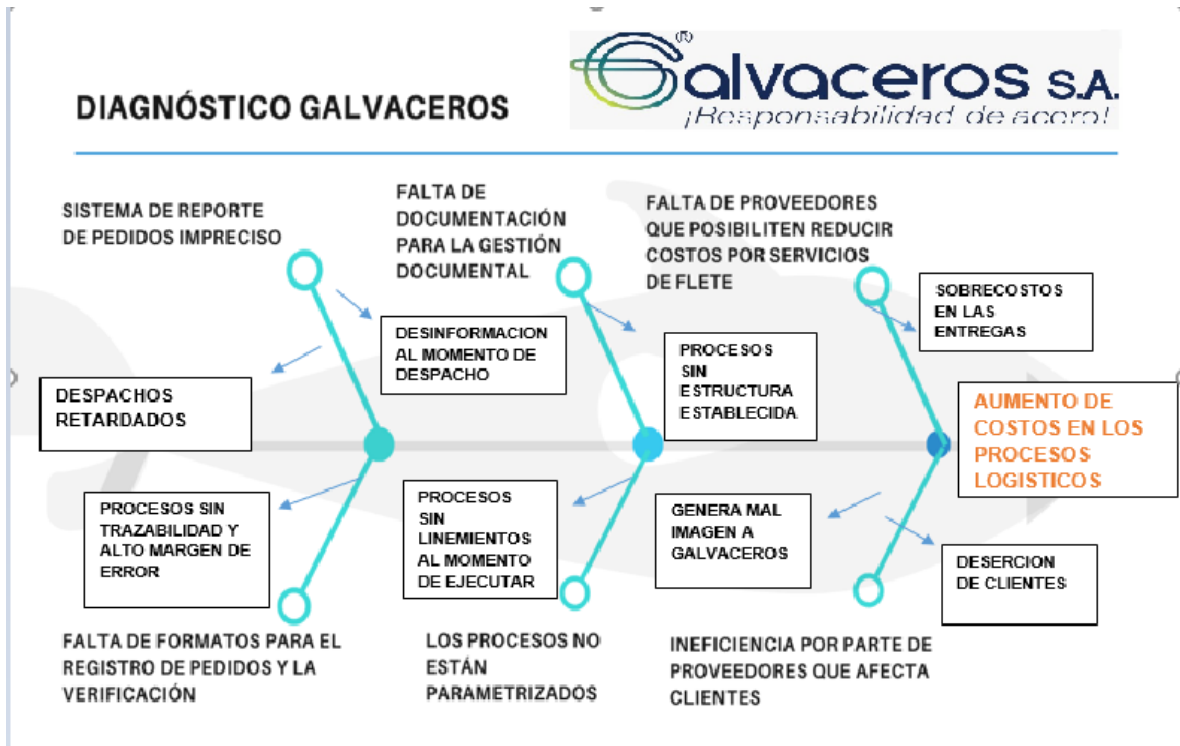 DIAGNÓSTICO GALVACEROS
Galvaceros S.A.
®
¡Responsabilidad de acero!
SISTEMA DE REPORTE
DE PEDIDOS IMPRECISO
FALTA DE
DOCUMENTACIÓN
PARA LA GESTIÓN
DOCUMENTAL
FALTA DE PROVEEDORES
QUE POSIBILITEN REDUCIR
COSTOS POR SERVICIOS
DE FLETE
DESINFORMACION
AL MOMENTO DE
DESPACHO
DESPACHOS
RETARDADOS
PROCESOS
SIN
ESTRUCTURA
ESTABLECIDA
SOBRECOSTOS
EN LAS
ENTREGAS
AUMENTO DE
COSTOS EN LOS
PROCESOS
LOGISTICOS
PROCESOS SIN
TRAZABILIDAD Y
ALTO MARGEN DE
ERROR
PROCESOS
SIN
LINEMIENTOS
AL MOMENTO
DE EJECUTAR
GENERA MAL
IMAGEN A
GALVACEROS
DESERCION
DE CLIENTES
FALTA DE FORMATOS PARA EL
REGISTRO DE PEDIDOS Y LA
VERIFICACIÓN
LOS PROCESOS NO
ESTÁN
PARAMETRIZADOS
INEFICIENCIA POR PARTE DE
PROVEEDORES QUE AFECTA
CLIENTES